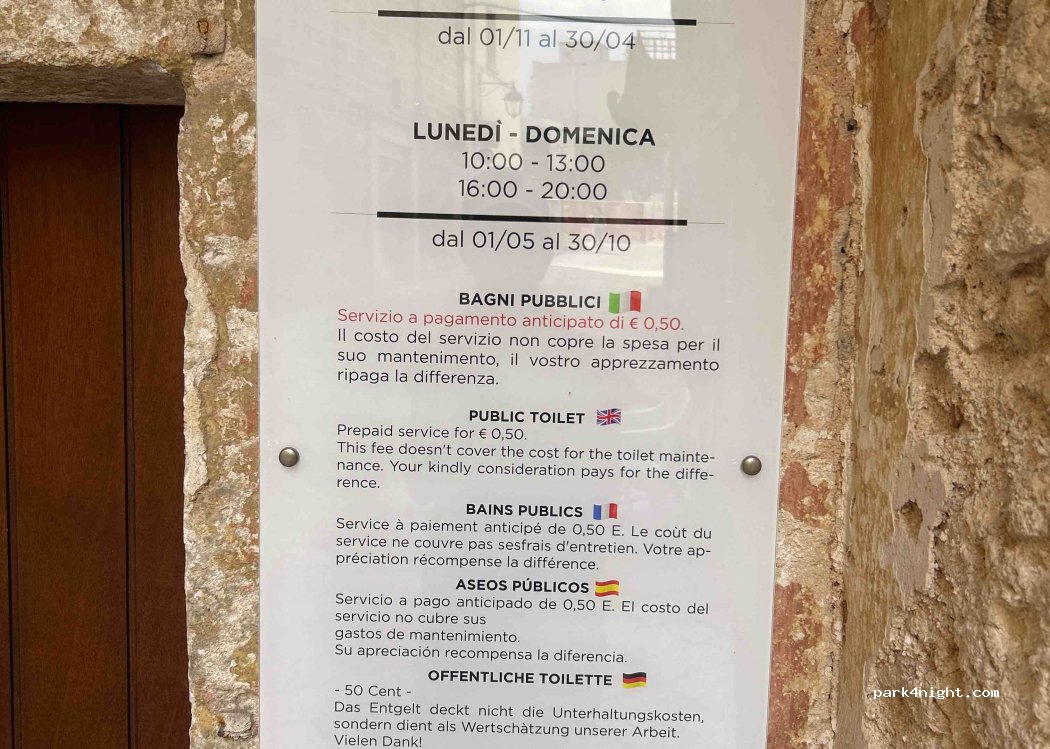 dal 01/11 al 30/04
LUNEDÌ - DOMENICA
10:00 - 13:00
16:00 - 20:00
dal 01/05 al 30/10
BAGNI PUBBLICI
Servizio a pagamento anticipato di € 0,50.
Il costo del servizio non copre la spesa per il
suo mantenimento, il vostro apprezzamento
ripaga la differenza.
PUBLIC TOILET
Prepaid service for € 0,50.
This fee doesn't cover the cost for the toilet mainte-
nance. Your kindly consideration pays for the diffe-
rence.
BAINS PUBLICS
Service à paiement anticipé de 0,50 E. Le coùt du
service ne couvre pas sesfrais d'entretien. Votre ap-
préciation récompense la différence.
ASEOS PÚBLICOS
Servicio a pago anticipado de 0,50 E. El costo del
servicio no cubre sus
gastos de mantenimiento.
Su apreciación recompensa la diferencia.
OFFENTLICHE TOILETTE
- 50 Cent -
Das Entgelt deckt nicht die Unterhaltungskosten,
sondern dient als Wertschàtzung unserer Arbeit.
Vielen Dank!
park4night.com